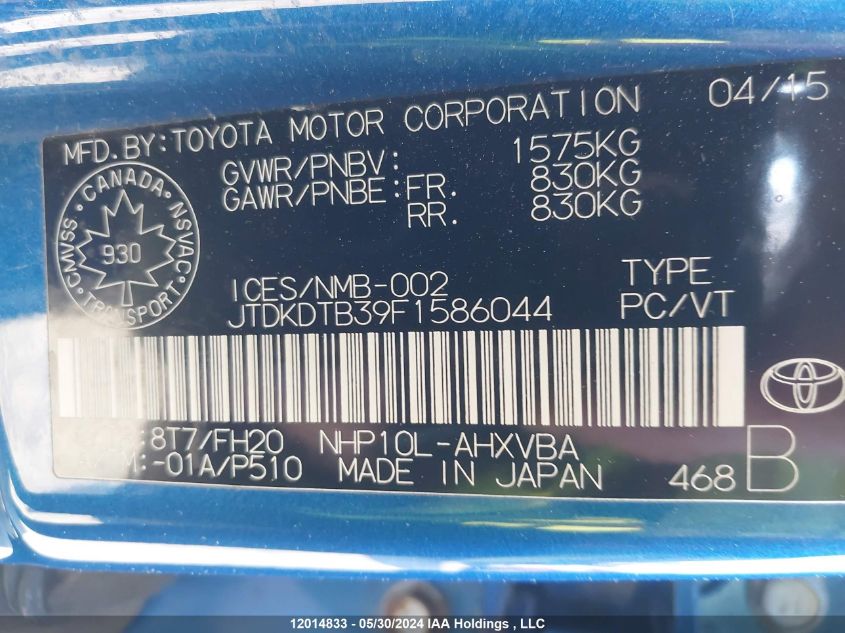 MFD.BY:TOYOTA MOTOR CORPORATION 04/15
GVWR/PNBV: 1575KG
GAWR/PNBE:FR. 830KG
RR. 830KG
CANADA
CMVSS NSVAC
930
TRANSPORT
ICES/NMB-002
JTDKDTB39F1586044
TYPE
PC/VT
:8T7/FH20 NHP10L-AHXVBA
:-01A/P510 MADE IN JAPAN 468 B
12014833 - 05/30/2024 IAA Holdings , LLC